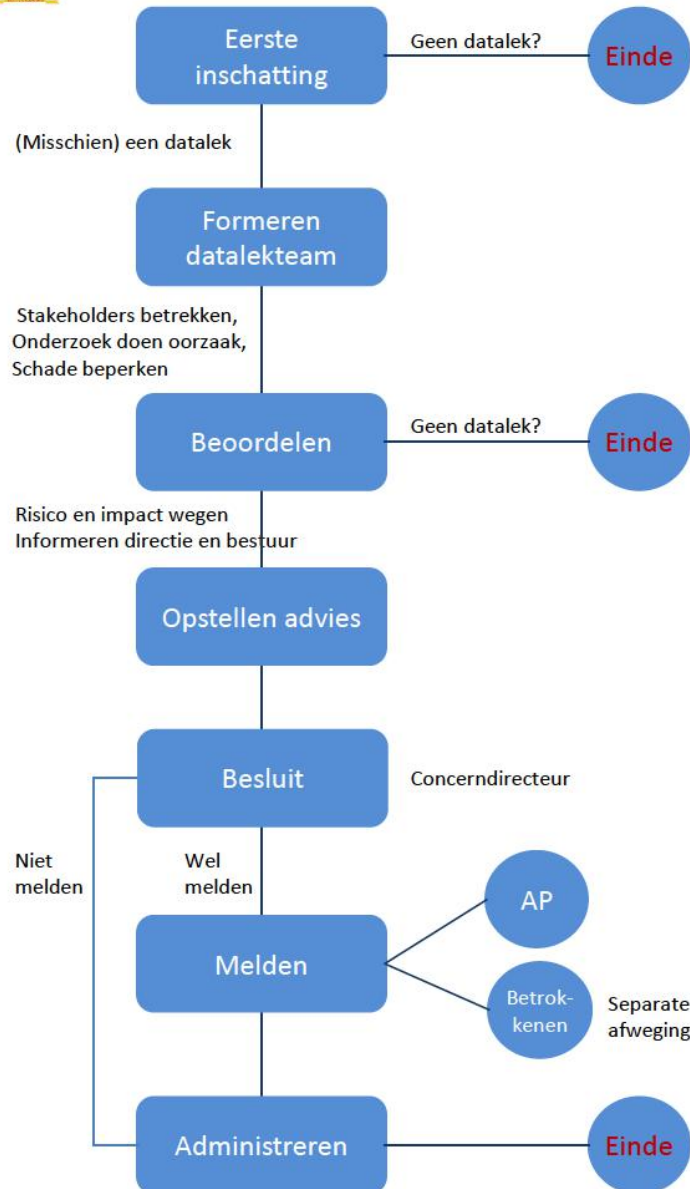 Eerste
inschatting
Geen datalek?
Einde
(Misschien) een datalek
Formeren
datalekteam
Stakeholders betrekken,
Onderzoek doen oorzaak,
Schade beperken
Beoordelen
Geen datalek?
Einde
Risico en impact wegen
Informeren directie en bestuur
Opstellen advies
Besluit
Concerndirecteur
Niet
melden
Wel
melden
Melden
AP
Betrok-
kenen
Separate
afweging
Administreren
Einde